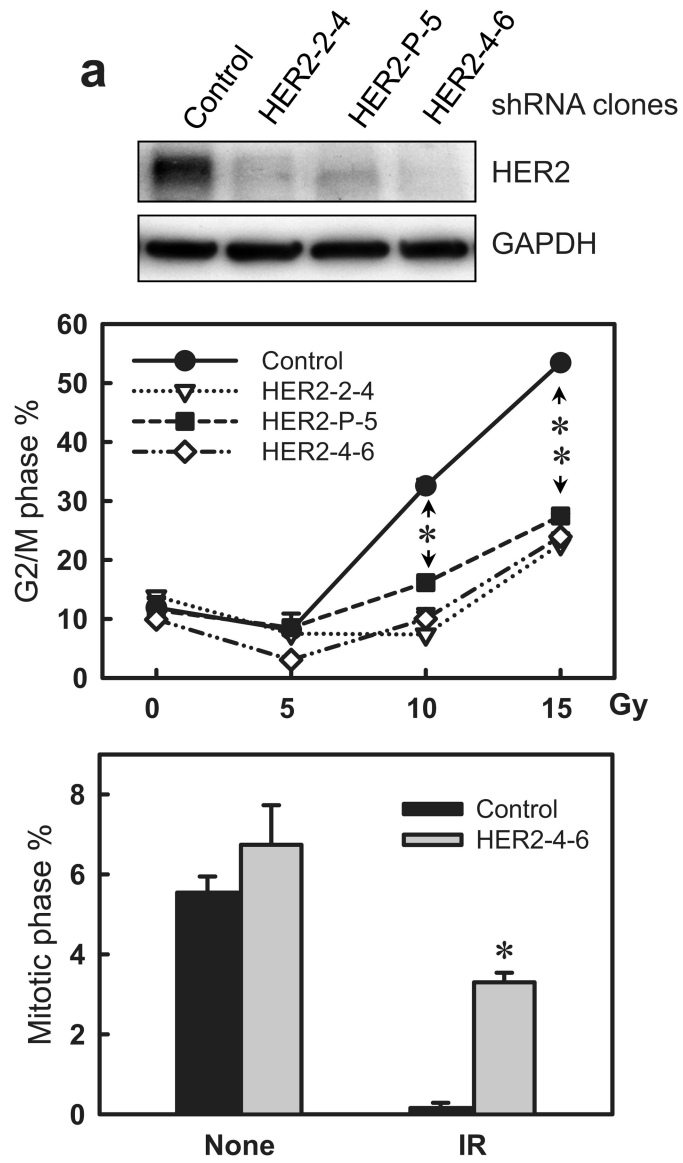 a
Control
HER2-2-4
HER2-P-5
HER2-4-6
shRNA clones
HER2
GAPDH
G2/M phase %
60
50
40
30
20
10
0
Control
HER2-2-4
HER2-P-5
HER2-4-6
*
*
*
0 5 10 15 Gy
Mitotic phase %
8
6
4
2
0
Control
HER2-4-6
*
None IR